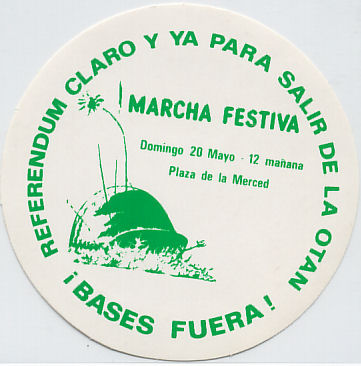 REFERENDUM CLARO Y YA PARA SALIR DE LA OTAN
MARCHA FESTIVA
Domingo 20 Mayo - 12 mañana
Plaza de la Merced
¡BASES FUERA!